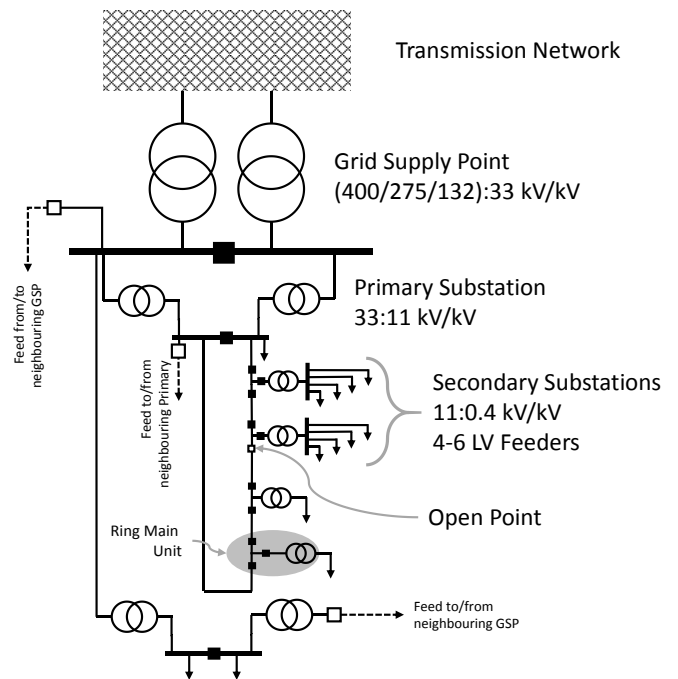 Transmission Network
Grid Supply Point
(400/275/132):33 kV/kV
Feed from/to
neighbouring GSP
Primary Substation
33:11 kV/kV
Feed to/from
neighbouring Primary
Secondary Substations
11:0.4 kV/kV
4-6 LV Feeders
Open Point
Ring Main
Unit
Feed to/from
neighbouring GSP